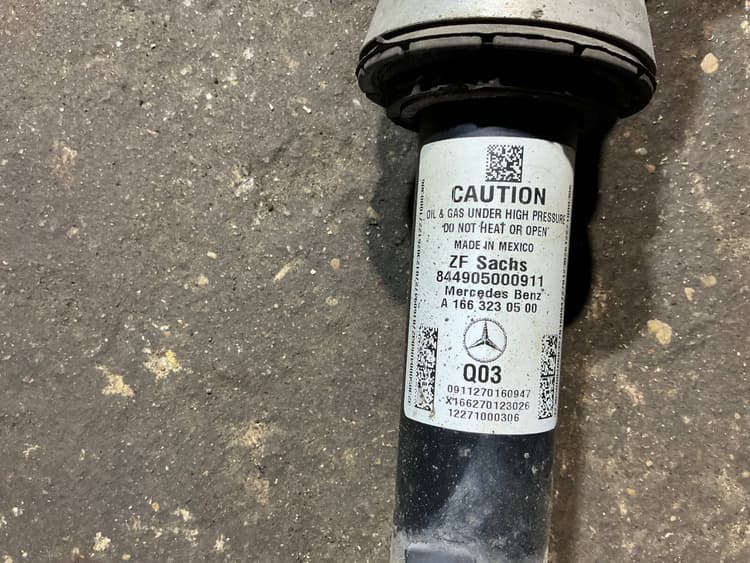 CAUTION
OIL & GAS UNDER HIGH PRESSURE
DO NOT HEAT OR OPEN
MADE IN MEXICO
ZF Sachs
844905000911
Mercedes Benz
A 166 323 05 00
Q03
0911270160947
X166270123026
12271000306